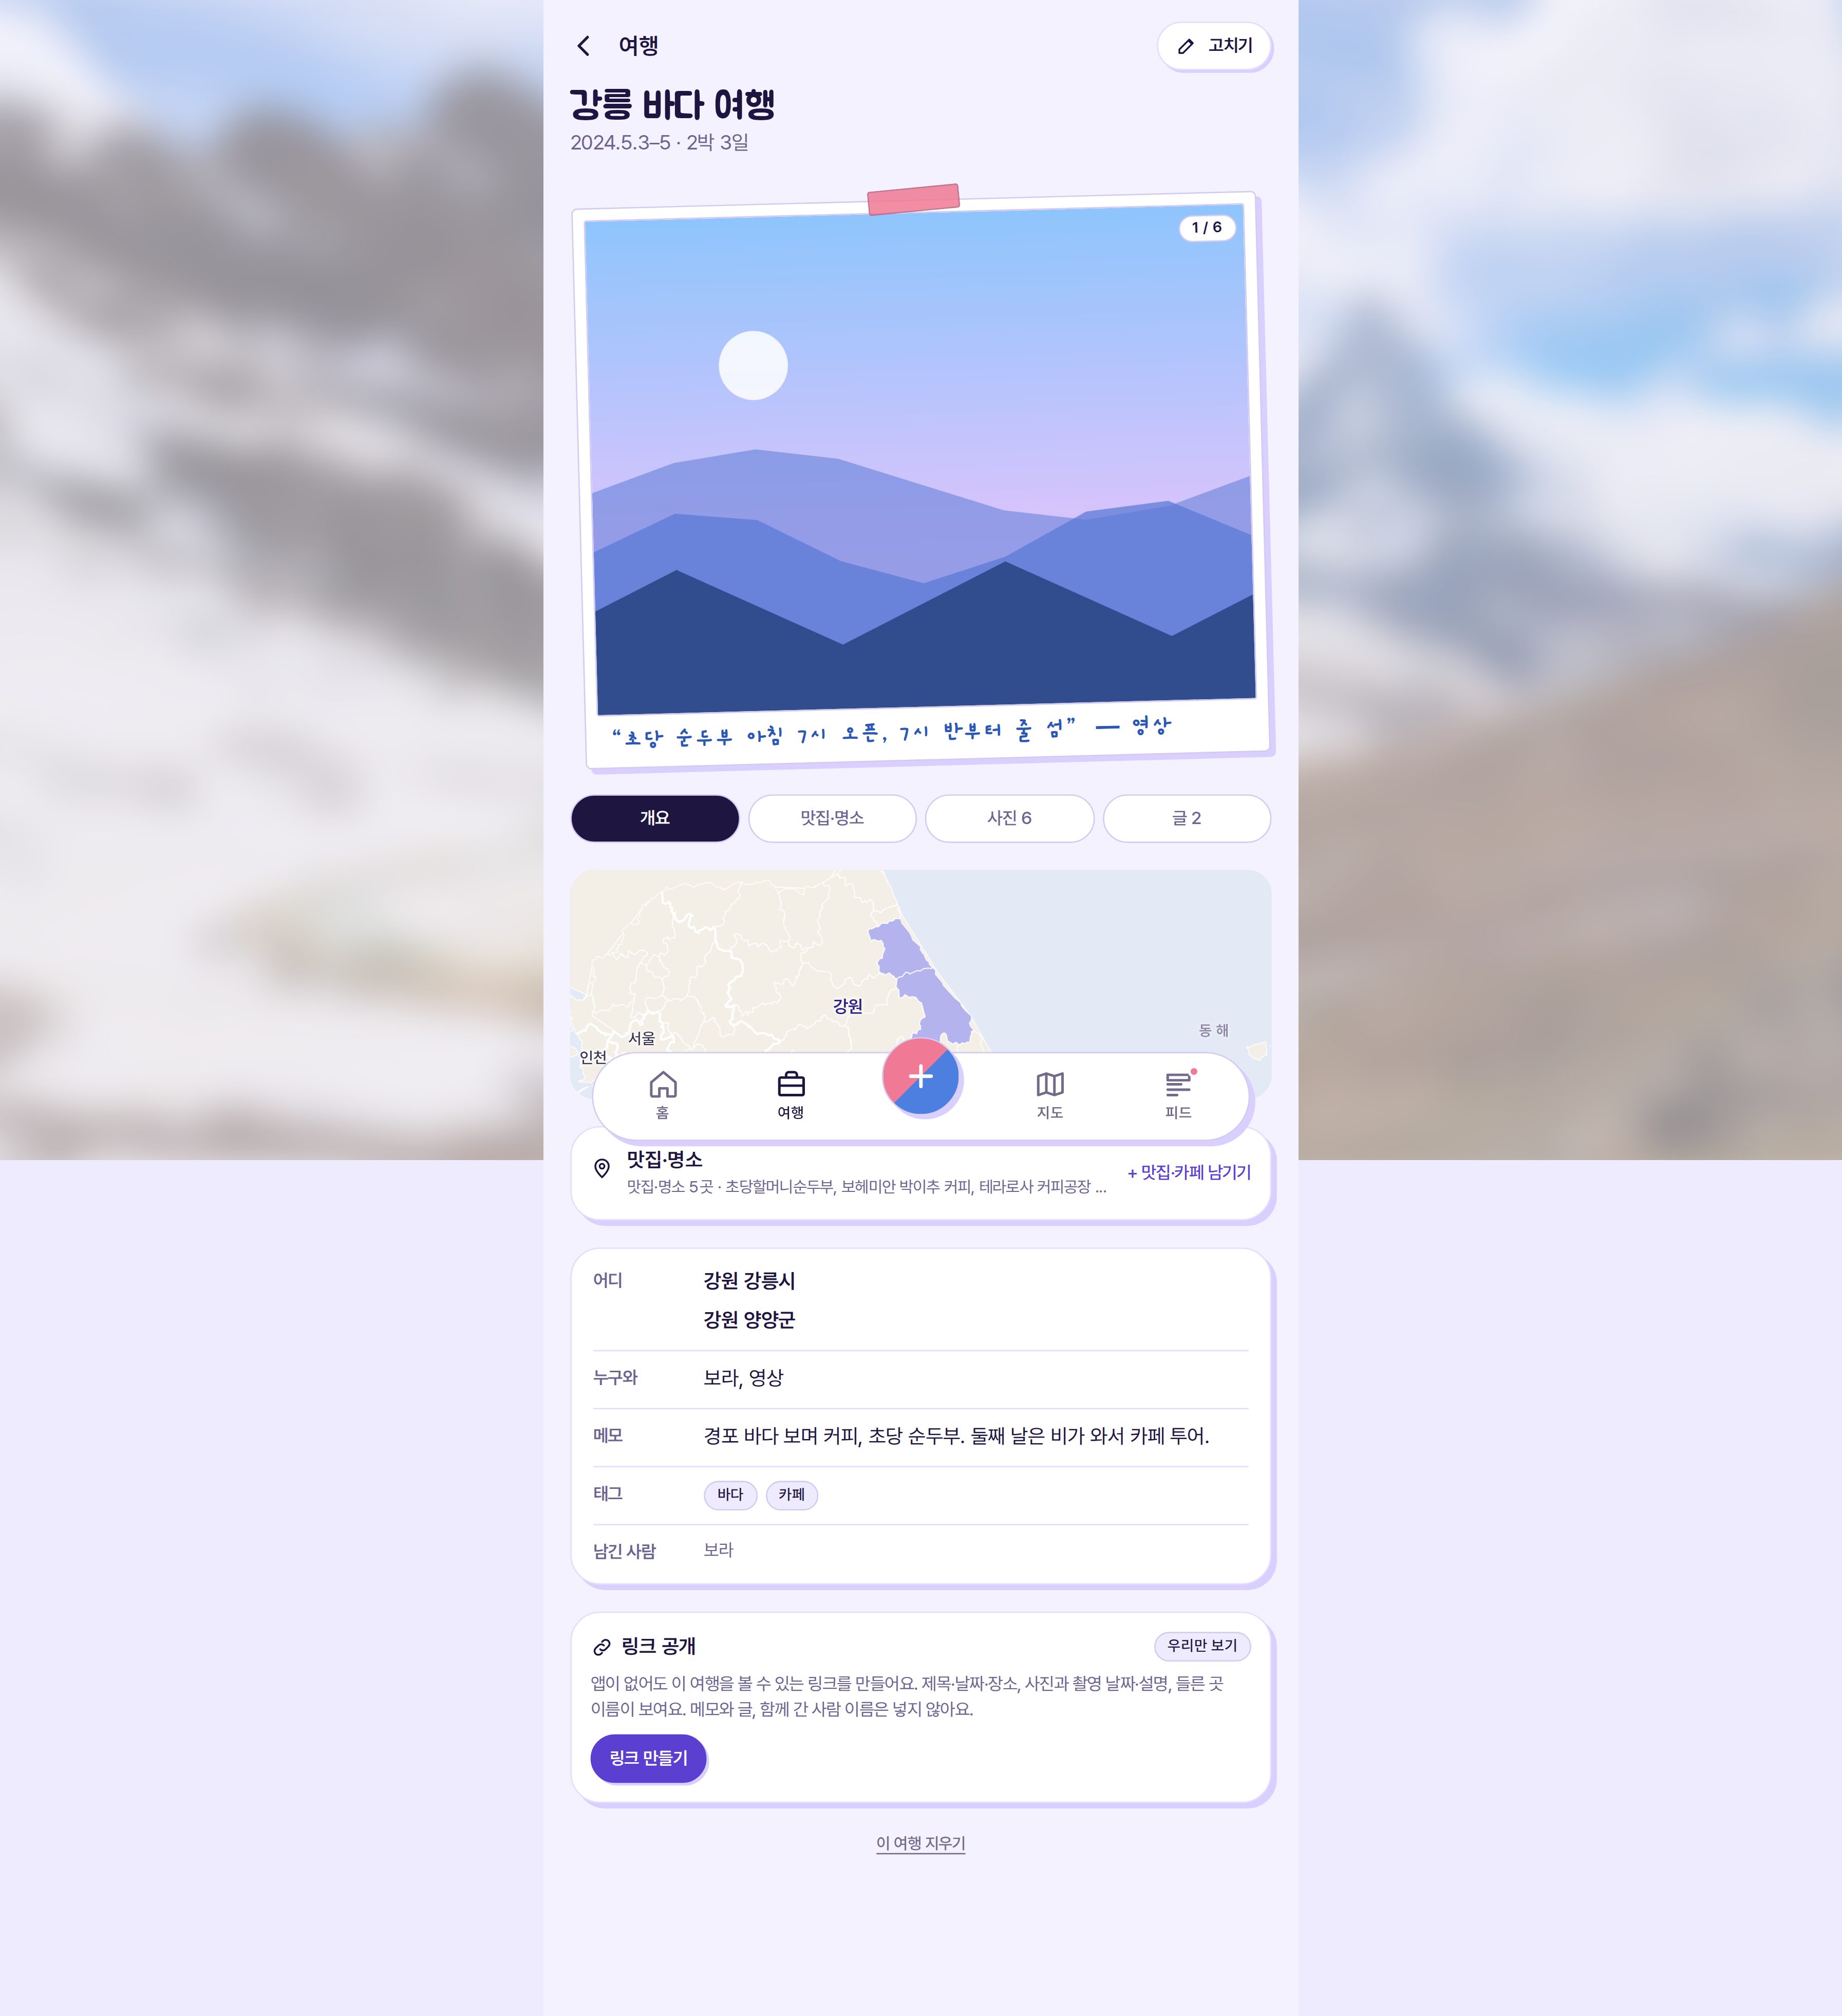 여행
고치기
강릉 바다 여행
2024.5.3–5 · 2박 3일
1 / 6
“초당 순두부 아침 7시 오픈, 7시 반부터 줄 섬” — 영상
개요
맛집·명소
사진 6
글 2
강원
서울
인천
동 해
홈
여행
지도
피드
맛집·명소
맛집·명소 5곳 · 초당할머니순두부, 보헤미안 박이추 커피, 테라로사 커피공장 ...
+ 맛집·카페 남기기
어디
강원 강릉시
강원 양양군
누구와
보라, 영상
메모
경포 바다 보며 커피, 초당 순두부. 둘째 날은 비가 와서 카페 투어.
태그
바다
카페
남긴 사람
보라
링크 공개
우리만 보기
앱이 없어도 이 여행을 볼 수 있는 링크를 만들어요. 제목·날짜·장소, 사진과 촬영 날짜·설명, 들른 곳
이름이 보여요. 메모와 글, 함께 간 사람 이름은 넣지 않아요.
링크 만들기
이 여행 지우기